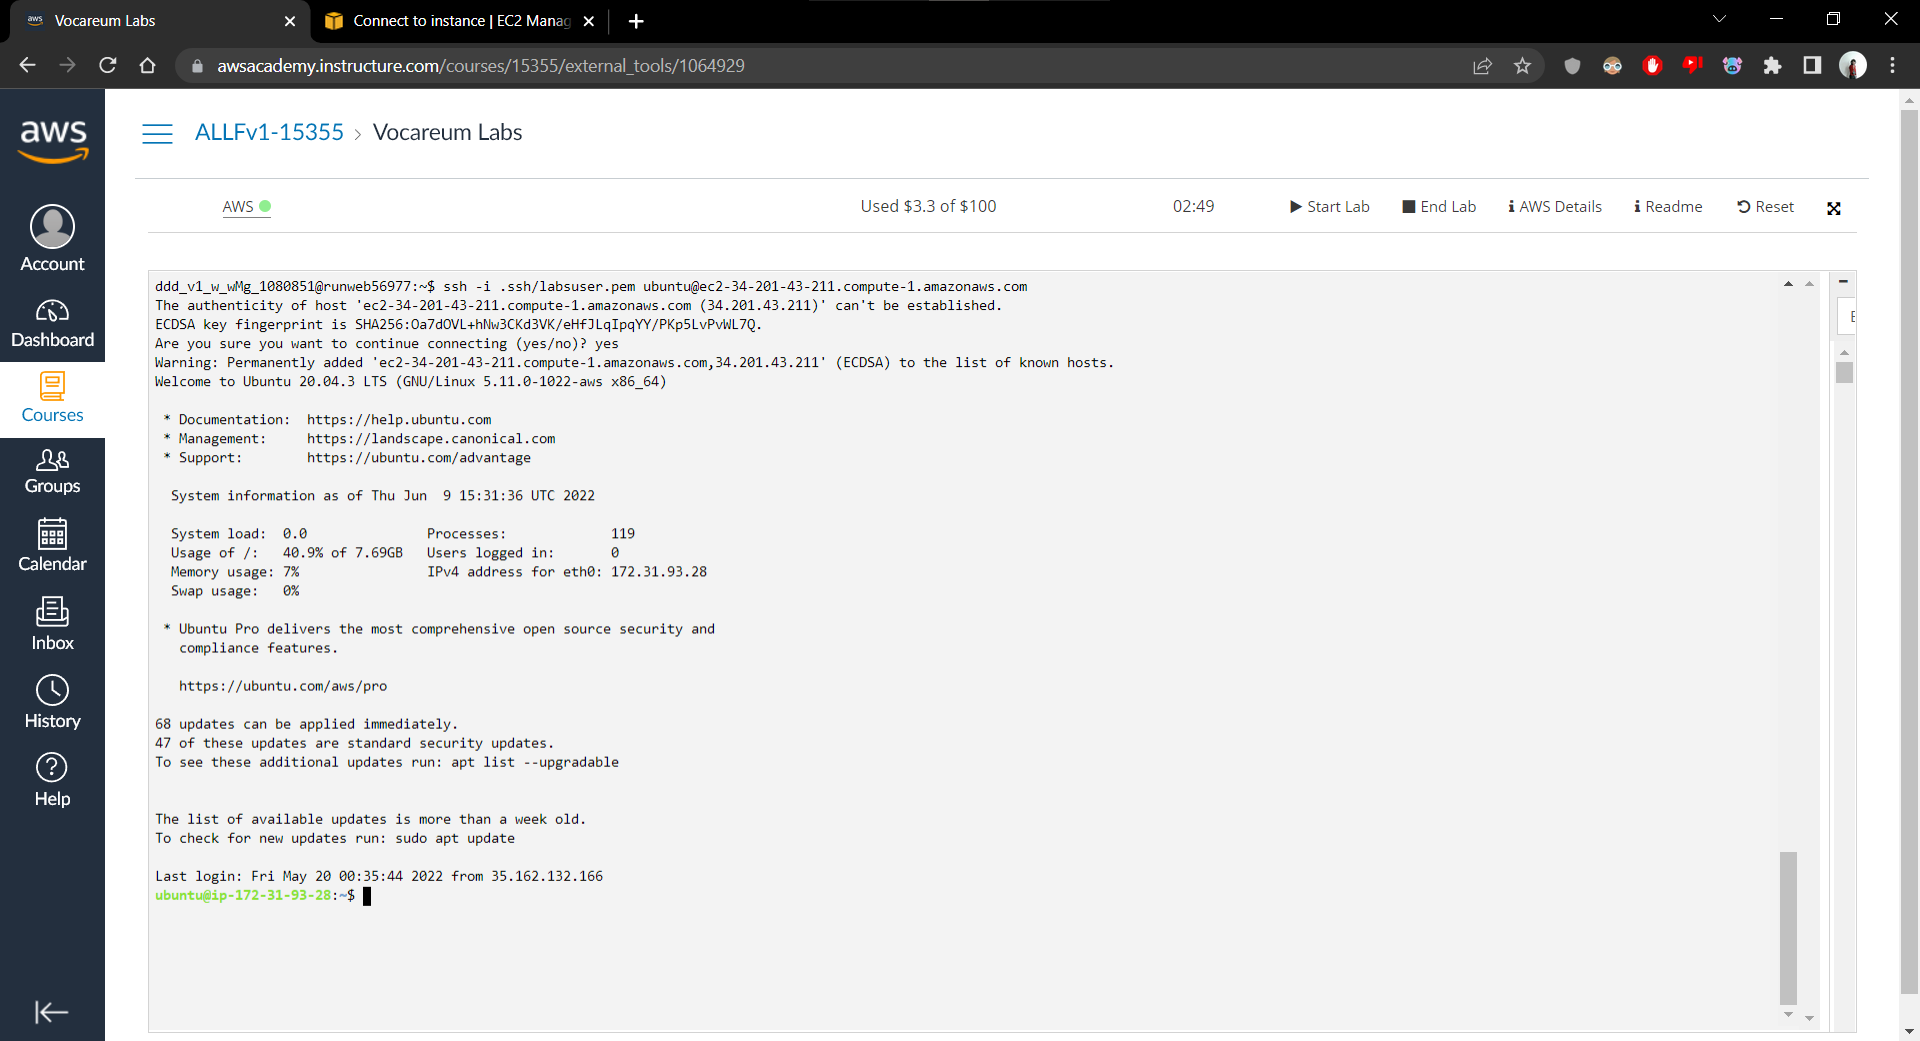 aws Vocareum Labs
Connect to instance | EC2 Manag
awsacademy.instructure.com/courses/15355/external_tools/1064929
aws
Account
Dashboard
Courses
Groups
Calendar
Inbox
History
Help
ALLFv1-15355 > Vocareum Labs
AWS
Used $3.3 of $100
02:49
Start Lab
End Lab
AWS Details
Readme
Reset
ddd_v1_w_wMg_1080851@runweb56977:~$ ssh -i .ssh/labsuser.pem ubuntu@ec2-34-201-43-211.compute-1.amazonaws.com
The authenticity of host 'ec2-34-201-43-211.compute-1.amazonaws.com (34.201.43.211)' can't be established.
ECDSA key fingerprint is SHA256:Oa7dOVL+hNw3CKd3VK/eHfJLqIpqYY/PKp5LvPvWL7Q.
Are you sure you want to continue connecting (yes/no)? yes
Warning: Permanently added 'ec2-34-201-43-211.compute-1.amazonaws.com,34.201.43.211' (ECDSA) to the list of known hosts.
Welcome to Ubuntu 20.04.3 LTS (GNU/Linux 5.11.0-1022-aws x86_64)
* Documentation: https://help.ubuntu.com
* Management: https://landscape.canonical.com
* Support: https://ubuntu.com/advantage
System information as of Thu Jun 9 15:31:36 UTC 2022
System load: 0.0 Processes: 119
Usage of /: 40.9% of 7.69GB Users logged in: 0
Memory usage: 7% IPv4 address for eth0: 172.31.93.28
Swap usage: 0%
* Ubuntu Pro delivers the most comprehensive open source security and
compliance features.
https://ubuntu.com/aws/pro
68 updates can be applied immediately.
47 of these updates are standard security updates.
To see these additional updates run: apt list --upgradable
The list of available updates is more than a week old.
To check for new updates run: sudo apt update
Last login: Fri May 20 00:35:44 2022 from 35.162.132.166
ubuntu@ip-172-31-93-28:~$